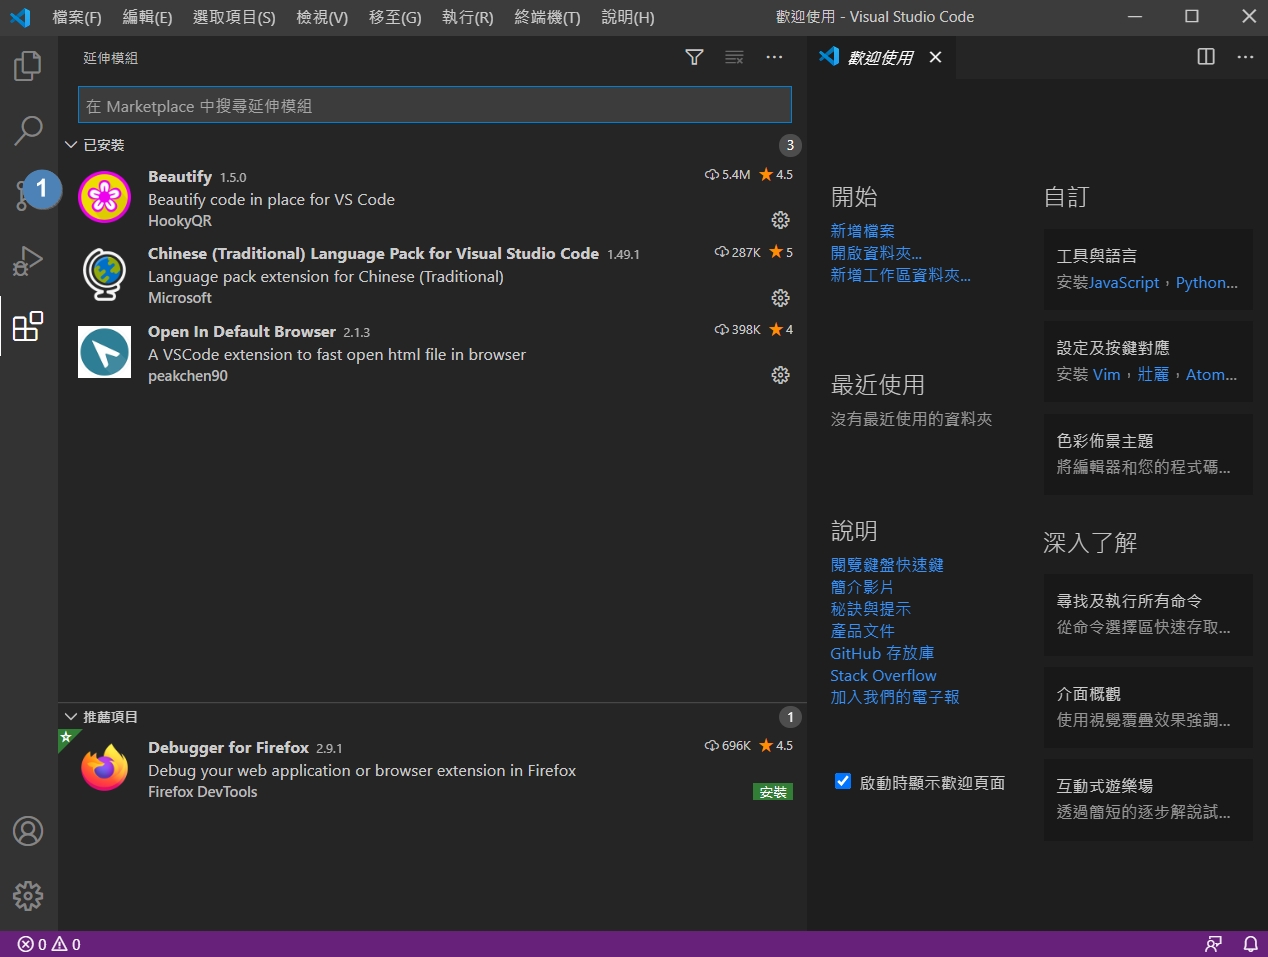 檔案(F) 編輯(E) 選取項目(S) 檢視(V) 移至(G) 執行(R) 終端機(T) 說明(H) 歡迎使用 - Visual Studio Code
延伸模組
在 Marketplace 中搜尋延伸模組
已安裝 3
1
Beautify 1.5.0 5.4M 4.5
Beautify code in place for VS Code
HookyQR
Chinese (Traditional) Language Pack for Visual Studio Code 1.49.1 287K 5
Language pack extension for Chinese (Traditional)
Microsoft
Open In Default Browser 2.1.3 398K 4
A VSCode extension to fast open html file in browser
peakchen90
推薦項目 1
Debugger for Firefox 2.9.1 696K 4.5
Debug your web application or browser extension in Firefox
Firefox DevTools 安裝
歡迎使用
開始
新增檔案
開啟資料夾...
新增工作區資料夾...
最近使用
沒有最近使用的資料夾
說明
閱覽鍵盤快速鍵
簡介影片
秘訣與提示
產品文件
GitHub 存放庫
Stack Overflow
加入我們的電子報
啟動時顯示歡迎頁面
自訂
工具與語言
安裝JavaScript，Python...
設定及按鍵對應
安裝 Vim，壯麗，Atom...
色彩佈景主題
將編輯器和您的程式碼...
深入了解
尋找及執行所有命令
從命令選擇區快速存取...
介面概觀
使用視覺覆疊效果強調...
互動式遊樂場
透過簡短的逐步解說試...
0 0